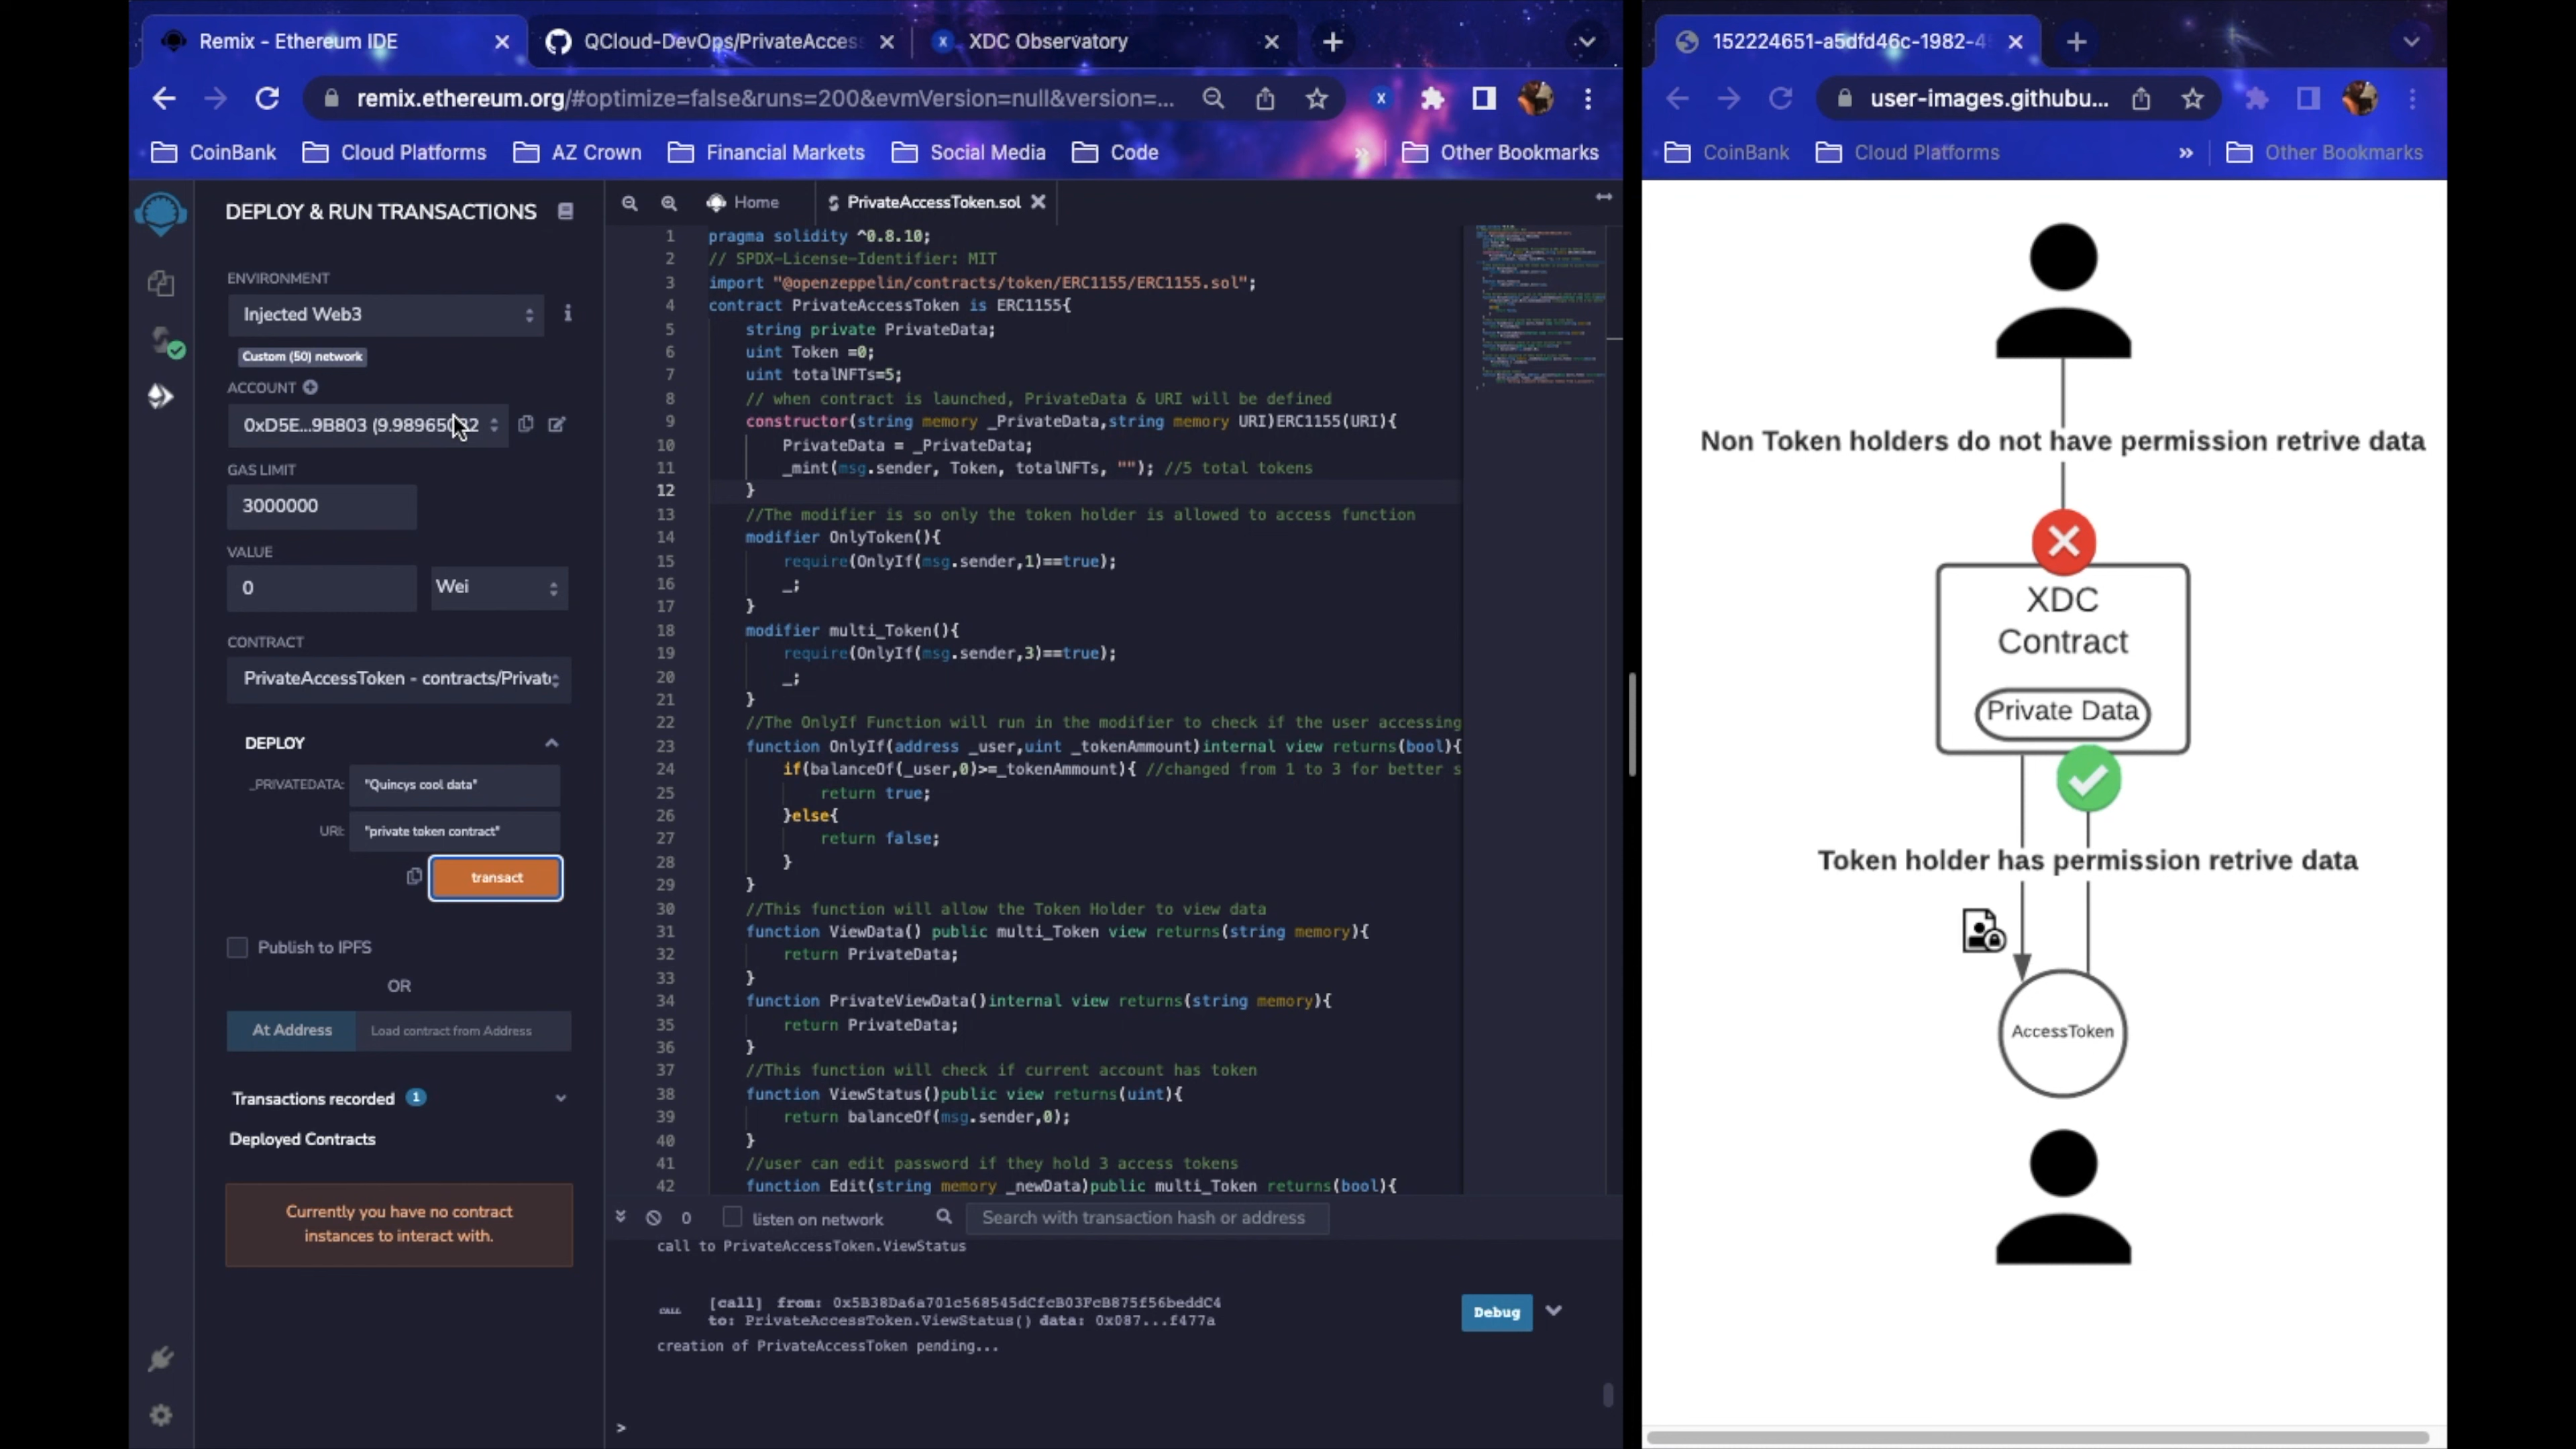 Remix - Ethereum IDE
QCloud-DevOps/PrivateAcces
XDC Observatory
152224651-a5dfd46c-1982-4
remix.ethereum.org/#optimize=false&runs=200&evmVersion=null&version=...
user-images.githubu...
CoinBank
Cloud Platforms
AZ Crown
Financial Markets
Social Media
Code
»
Other Bookmarks
CoinBank
Cloud Platforms
»
Other Bookmarks
DEPLOY & RUN TRANSACTIONS
ENVIRONMENT
Injected Web3
Custom (50) network
ACCOUNT
0xD5E...9B803
GAS LIMIT
3000000
VALUE
0
Wei
CONTRACT
PrivateAccessToken - contracts/Privat
DEPLOY
_PRIVATEDATA:
"Quincys cool data"
URI:
"private token contract"
transact
Publish to IPFS
OR
At Address
Load contract from Address
Transactions recorded 1
Deployed Contracts
Currently you have no contract
instances to interact with.
Home
PrivateAccessToken.sol
1 pragma solidity ^0.8.10;
2 // SPDX-License-Identifier: MIT
3 import "@openzeppelin/contracts/token/ERC1155/ERC1155.sol";
4 contract PrivateAccessToken is ERC1155{
5 string private PrivateData;
6 uint Token =0;
7 uint totalNFTs=5;
8 // when contract is launched, PrivateData & URI will be defined
9 constructor(string memory _PrivateData,string memory URI)ERC1155(URI){
10 PrivateData = _PrivateData;
11 _mint(msg.sender, Token, totalNFTs, ""); //5 total tokens
12 }
13 //The modifier is so only the token holder is allowed to access function
14 modifier OnlyToken(){
15 require(OnlyIf(msg.sender,1)==true);
16 _;
17 }
18 modifier multi_Token(){
19 require(OnlyIf(msg.sender,3)==true);
20 _;
21 }
22 //The OnlyIf Function will run in the modifier to check if the user accessing
23 function OnlyIf(address _user,uint _tokenAmmount)internal view returns(bool){
24 if(balanceOf(_user,0)>=_tokenAmmount){ //changed from 1 to 3 for better s
25 return true;
26 }else{
27 return false;
28 }
29 }
30 //This function will allow the Token Holder to view data
31 function ViewData() public multi_Token view returns(string memory){
32 return PrivateData;
33 }
34 function PrivateViewData()internal view returns(string memory){
35 return PrivateData;
36 }
37 //This function will check if current account has token
38 function ViewStatus()public view returns(uint){
39 return balanceOf(msg.sender,0);
40 }
41 //user can edit password if they hold 3 access tokens
42 function Edit(string memory _newData)public multi_Token returns(bool){
0
listen on network
Search with transaction hash or address
call to PrivateAccessToken.ViewStatus
CALL
[call] from: 0x5B38Da6a701c568545dCfcB03FcB875f56beddC4
to: PrivateAccessToken.ViewStatus() data: 0x087...f477a
Debug
creation of PrivateAccessToken pending...
>
Non Token holders do not have permission retrive data
XDC
Contract
Private Data
Token holder has permission retrive data
AccessToken